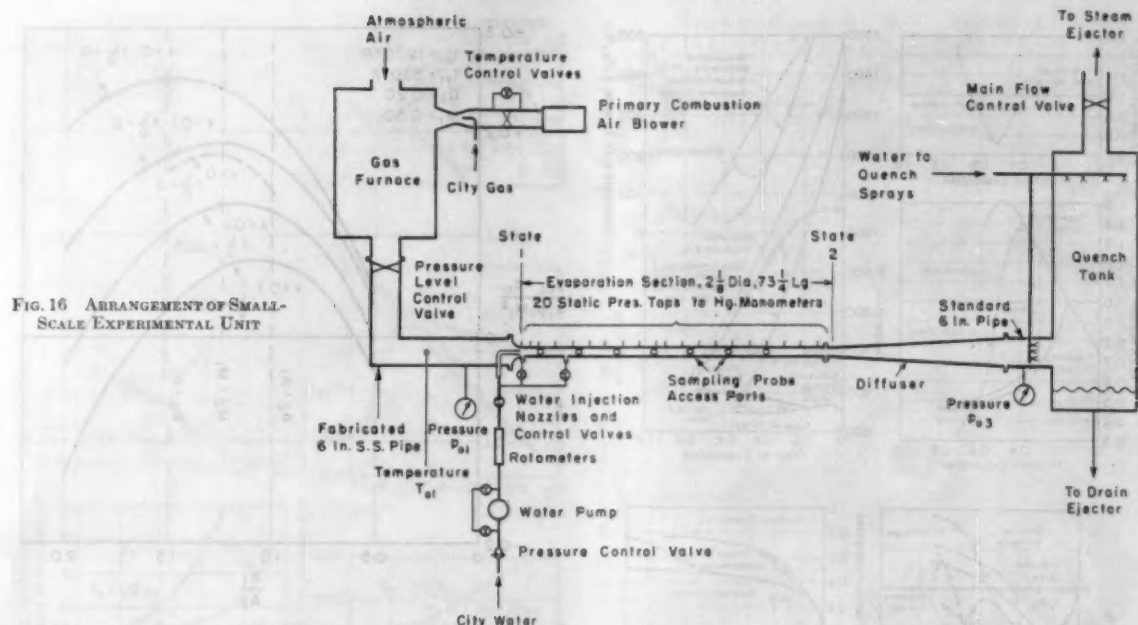 Atmospheric
Air
Temperature
Control Valves
Primary Combustion
Air Blower
City Gas
Gas
Furnace
Pressure
Level
Control
Valve
FIG. 16 ARRANGEMENT OF SMALL-
SCALE EXPERIMENTAL UNIT
State
1
State
2
Evaporation Section, 2 1/8 Dia, 73 1/4 Lg
20 Static Pres. Taps to Hg-Manometers
To Steam
Ejector
Main Flow
Control Valve
Water to
Quench
Sprays
Quench
Tank
Standard
6 In. Pipe
Sampling Probe
Access Ports
Diffuser
Pressure
Po3
Fabricated
6 In. S.S. Pipe
Pressure
Po1
Temperature
To1
Water Injection
Nozzles and
Control Valves
Rotameters
Water Pump
Pressure Control Valve
City Water
To Drain
Ejector